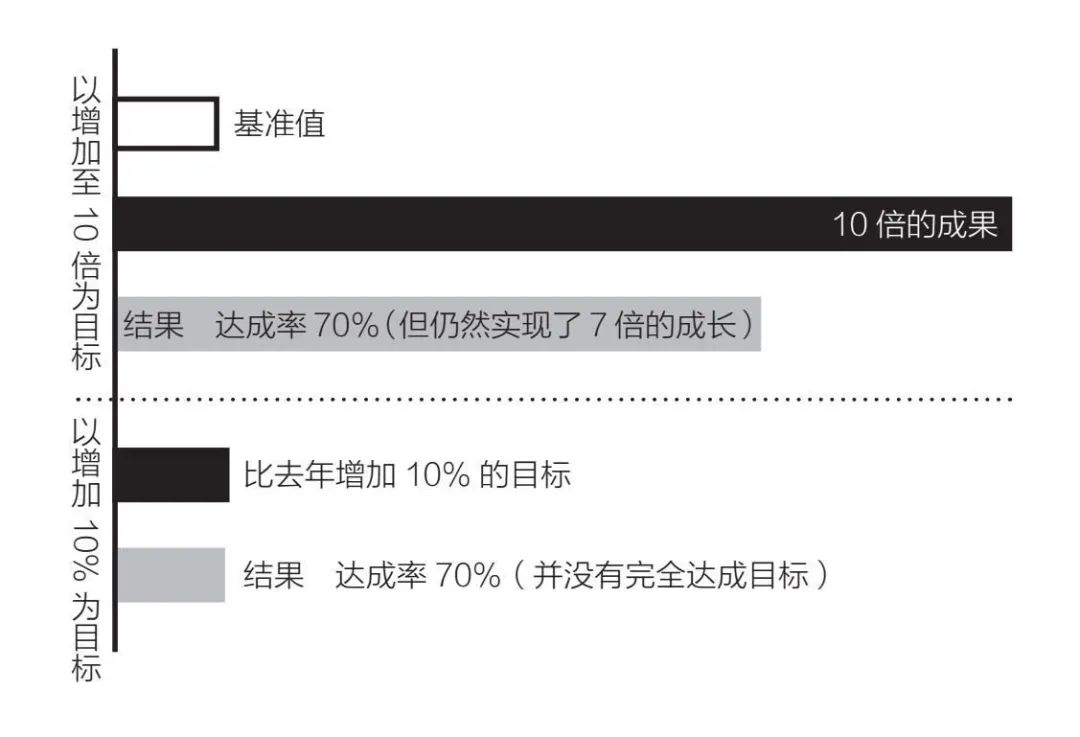 以增加至 10 倍为目标
基准值
10 倍的成果
结果　达成率 70%（但仍然实现了 7 倍的成长）
以增加 10% 为目标
比去年增加 10% 的目标
结果　达成率 70%（并没有完全达成目标）